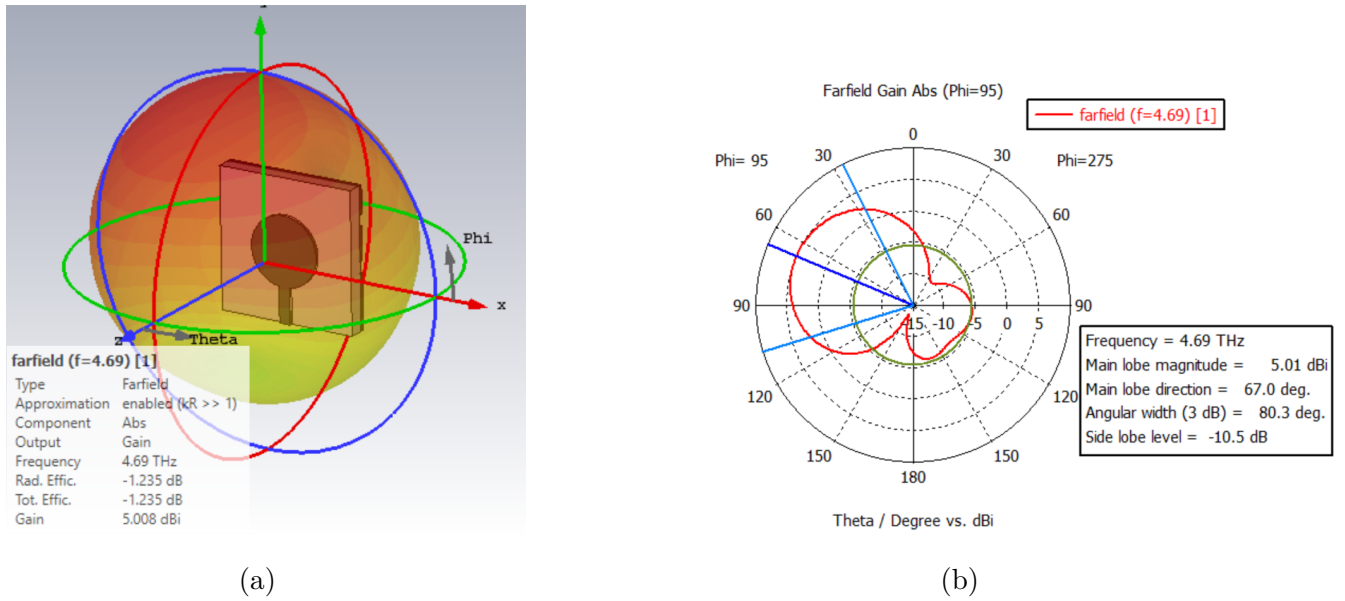 Phi
x
z
Theta
farfield (f=4.69) [1]
Type Farfield
Approximation enabled (kR >> 1)
Component Abs
Output Gain
Frequency 4.69 THz
Rad. Effic. -1.235 dB
Tot. Effic. -1.235 dB
Gain 5.008 dBi
(a)
Farfield Gain Abs (Phi=95)
farfield (f=4.69) [1]
0
Phi= 95 30 30 Phi=275
60 60
90 -15 -10 -5 0 5 90
120 120
150 150
180
Frequency = 4.69 THz
Main lobe magnitude = 5.01 dBi
Main lobe direction = 67.0 deg.
Angular width (3 dB) = 80.3 deg.
Side lobe level = -10.5 dB
Theta / Degree vs. dBi
(b)